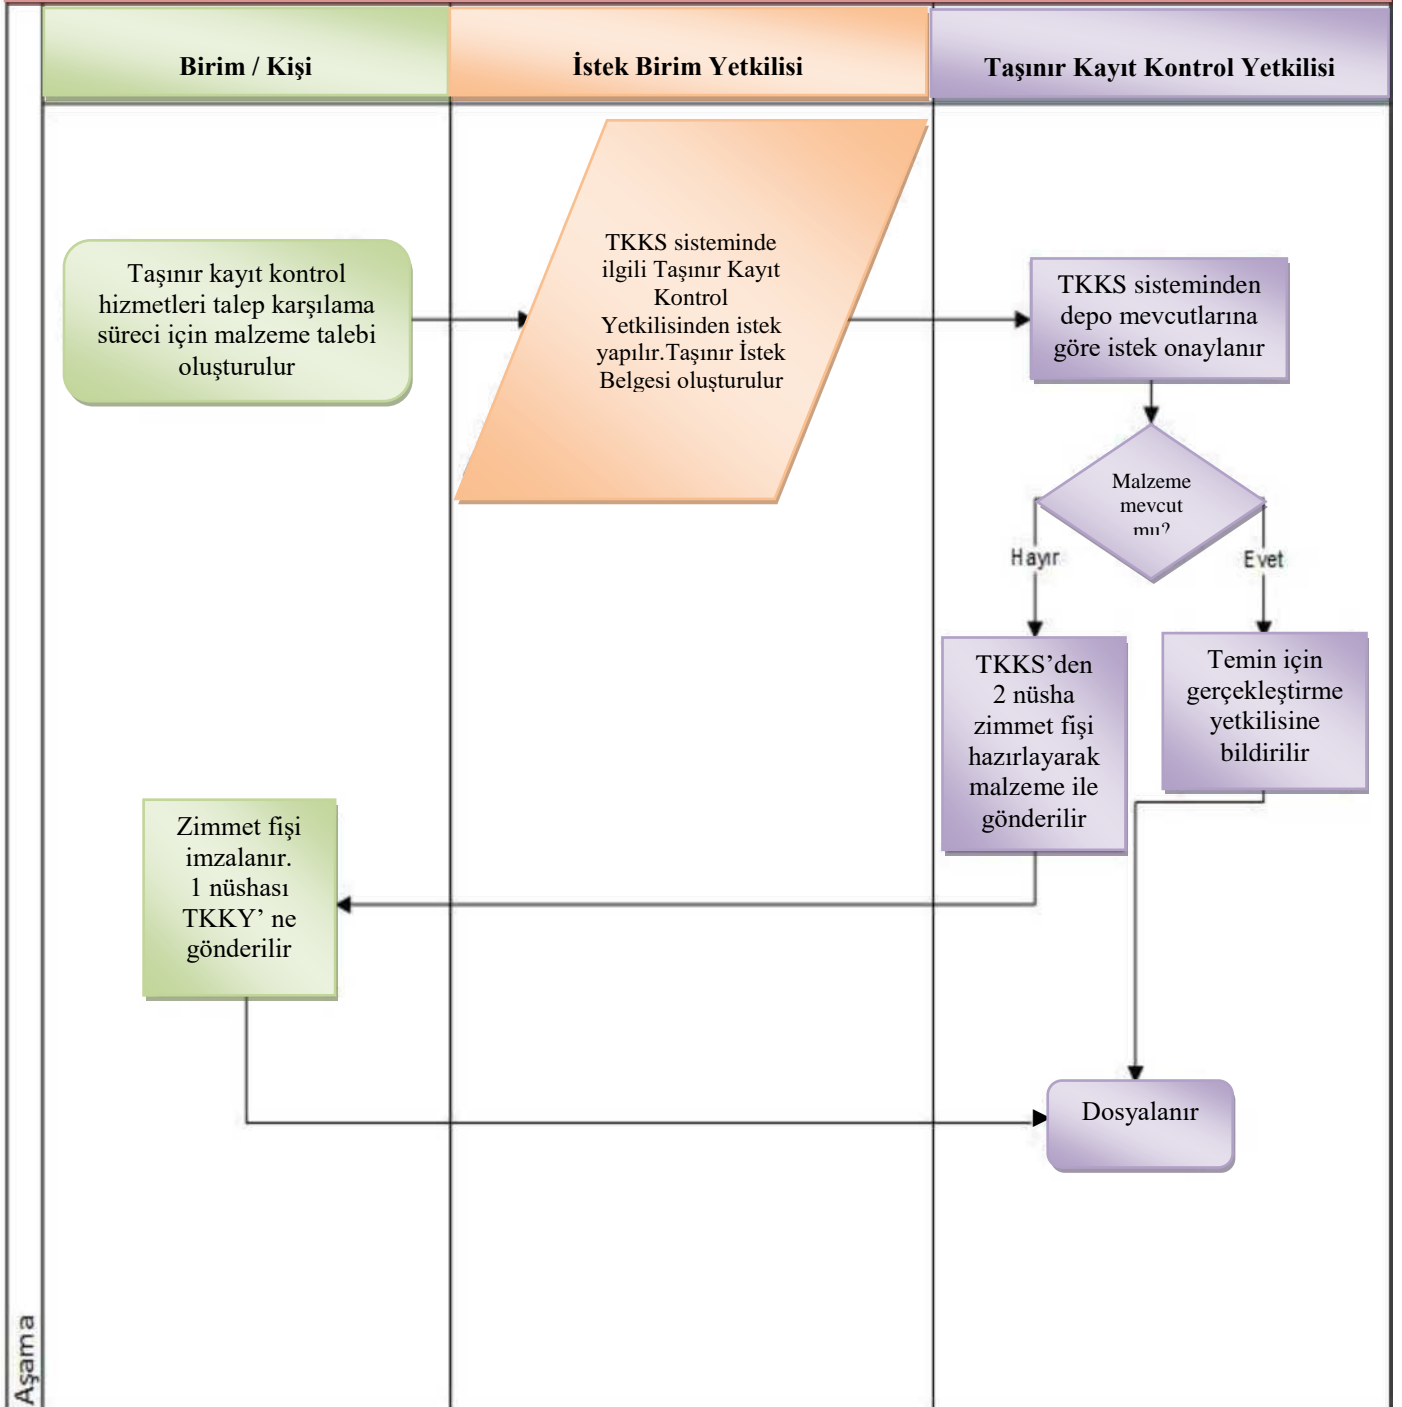 Birim / Kişi
İstek Birim Yetkilisi
Taşınır Kayıt Kontrol Yetkilisi
Taşınır kayıt kontrol
hizmetleri talep karşılama
süreci için malzeme talebi
oluşturulur
TKKS sisteminde
ilgili Taşınır Kayıt
Kontrol
Yetkilisinden istek
yapılır.Taşınır İstek
Belgesi oluşturulur
TKKS sisteminden
depo mevcutlarına
göre istek onaylanır
Malzeme
mevcut
mu?
Hayır
Evet
TKKS’den
2 nüsha
zimmet fişi
hazırlayarak
malzeme ile
gönderilir
Temin için
gerçekleştirme
yetkilisine
bildirilir
Zimmet fişi
imzalanır.
1 nüshası
TKKY’ ne
gönderilir
Dosyalanır
Aşama